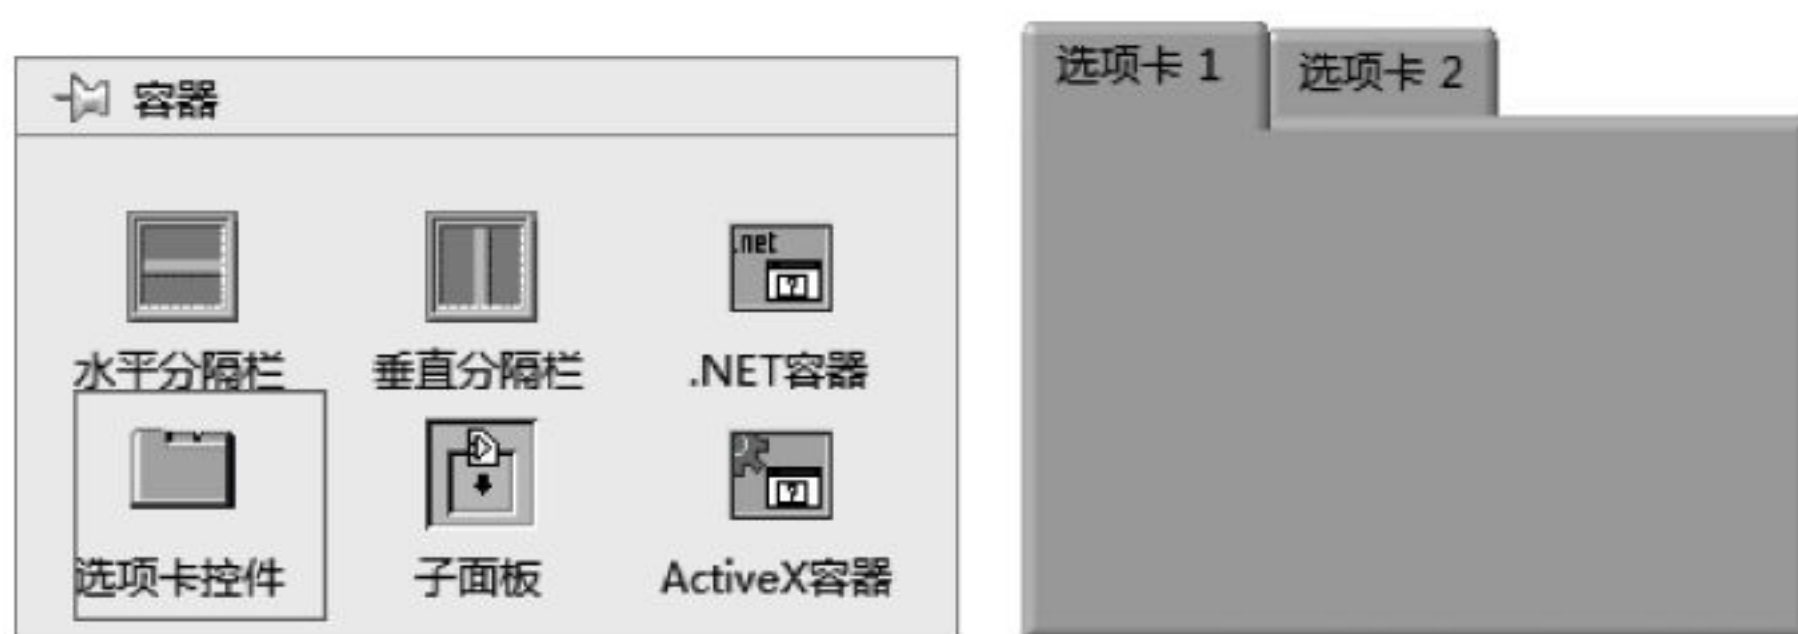 容器
水平分隔栏 垂直分隔栏 .NET容器
.net
选项卡控件 子面板 ActiveX容器
选项卡 1 选项卡 2